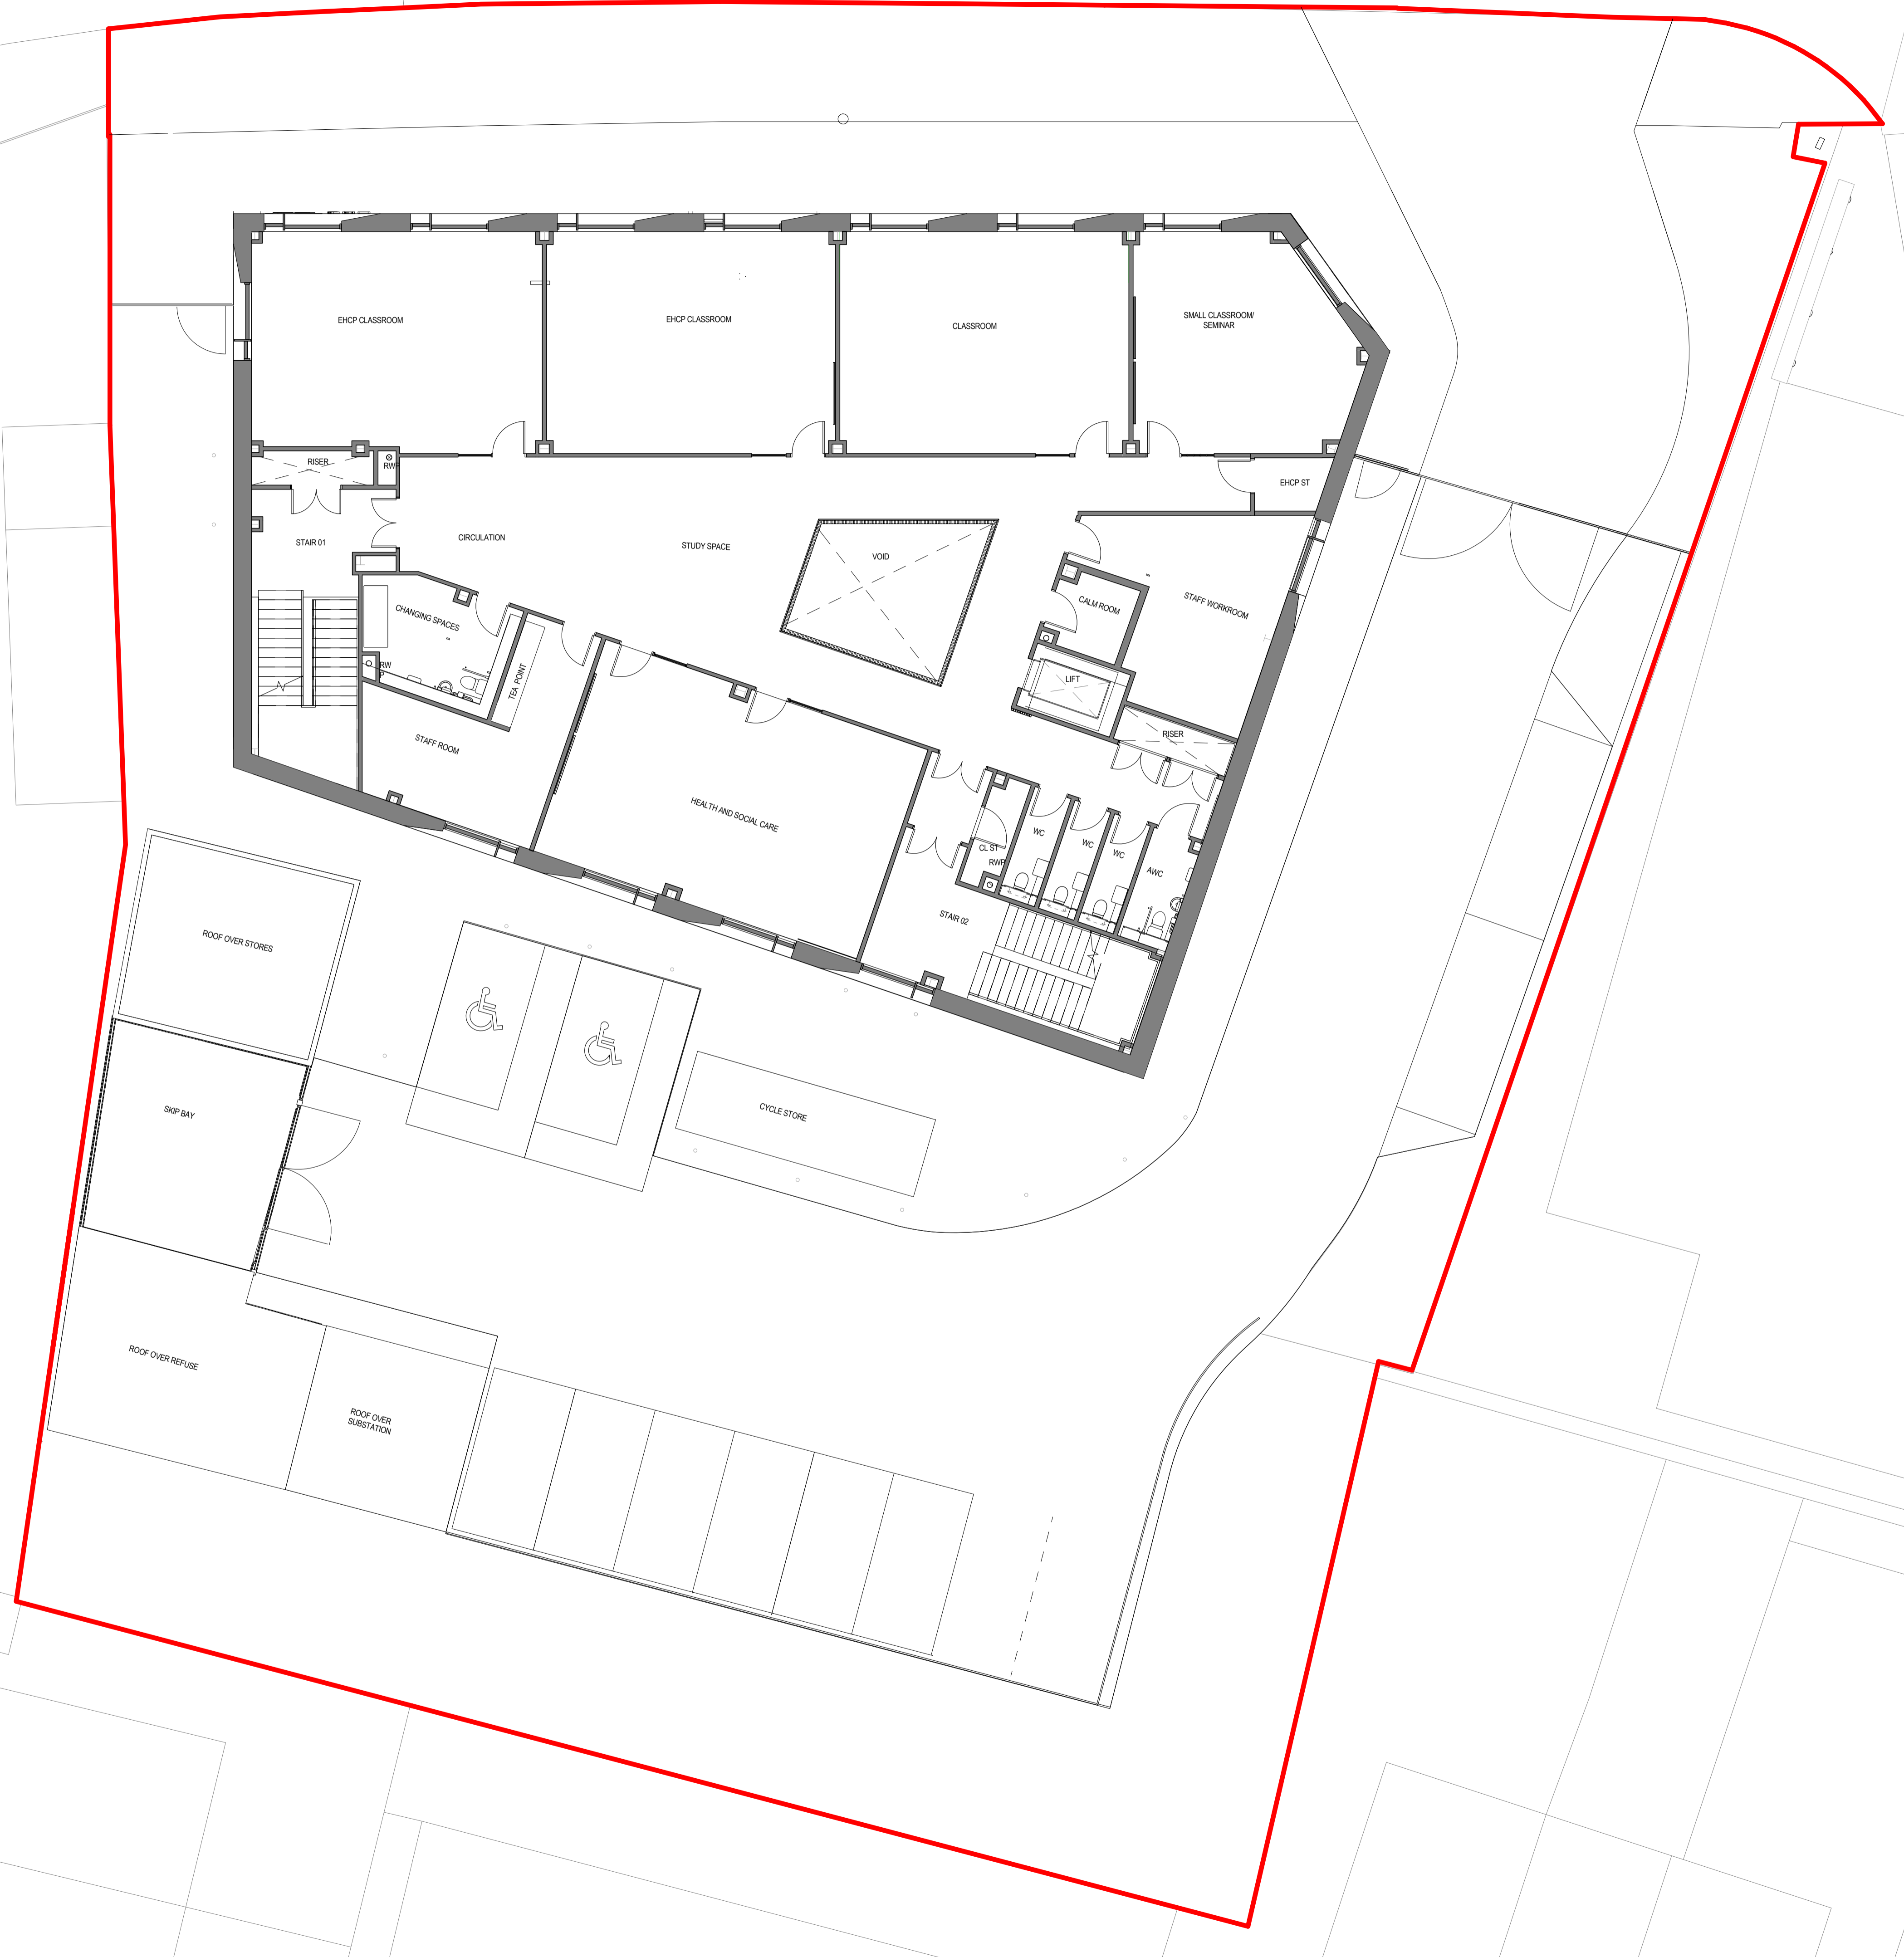 EHCP CLASSROOM
EHCP CLASSROOM
CLASSROOM
SMALL CLASSROOM/
SEMINAR
RISER
RWP
EHCP ST
STAIR 01
CIRCULATION
STUDY SPACE
VOID
CHANGING SPACES
CALM ROOM
STAFF WORKROOM
RW
P
TEA POINT
LIFT
STAFF ROOM
RISER
HEALTH AND SOCIAL CARE
WC
WC
WC
CL ST
RWP
AWC
STAIR 02
ROOF OVER STORES
SKIP BAY
CYCLE STORE
ROOF OVER REFUSE
ROOF OVER
SUBSTATION